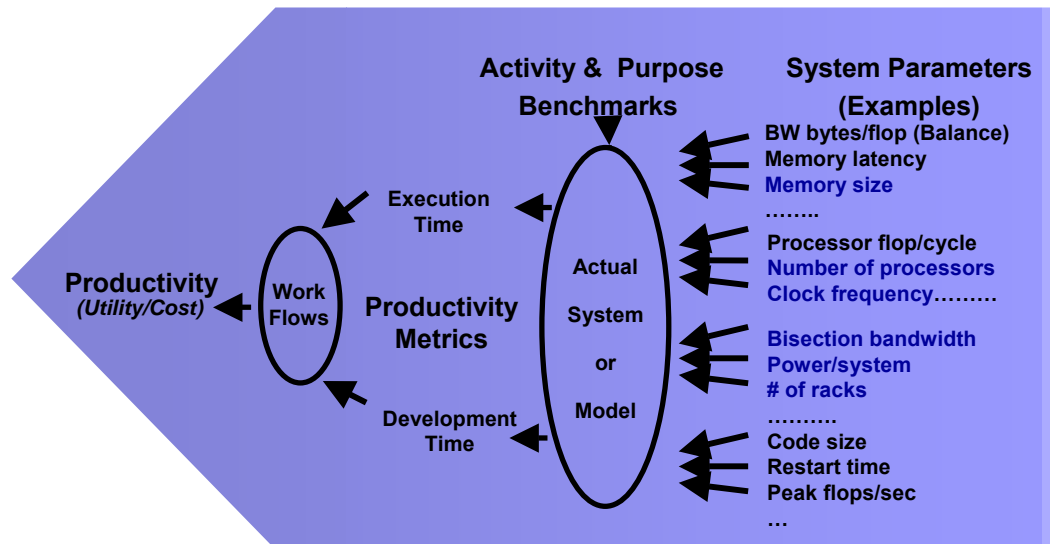 Activity & Purpose
Benchmarks
System Parameters
(Examples)
BW bytes/flop (Balance)
Memory latency
Memory size
……..
Processor flop/cycle
Number of processors
Clock frequency………
Bisection bandwidth
Power/system
# of racks
……….
Code size
Restart time
Peak flops/sec
…
Actual
System
or
Model
Execution
Time
Productivity
Metrics
Development
Time
Work
Flows
Productivity
(Utility/Cost)